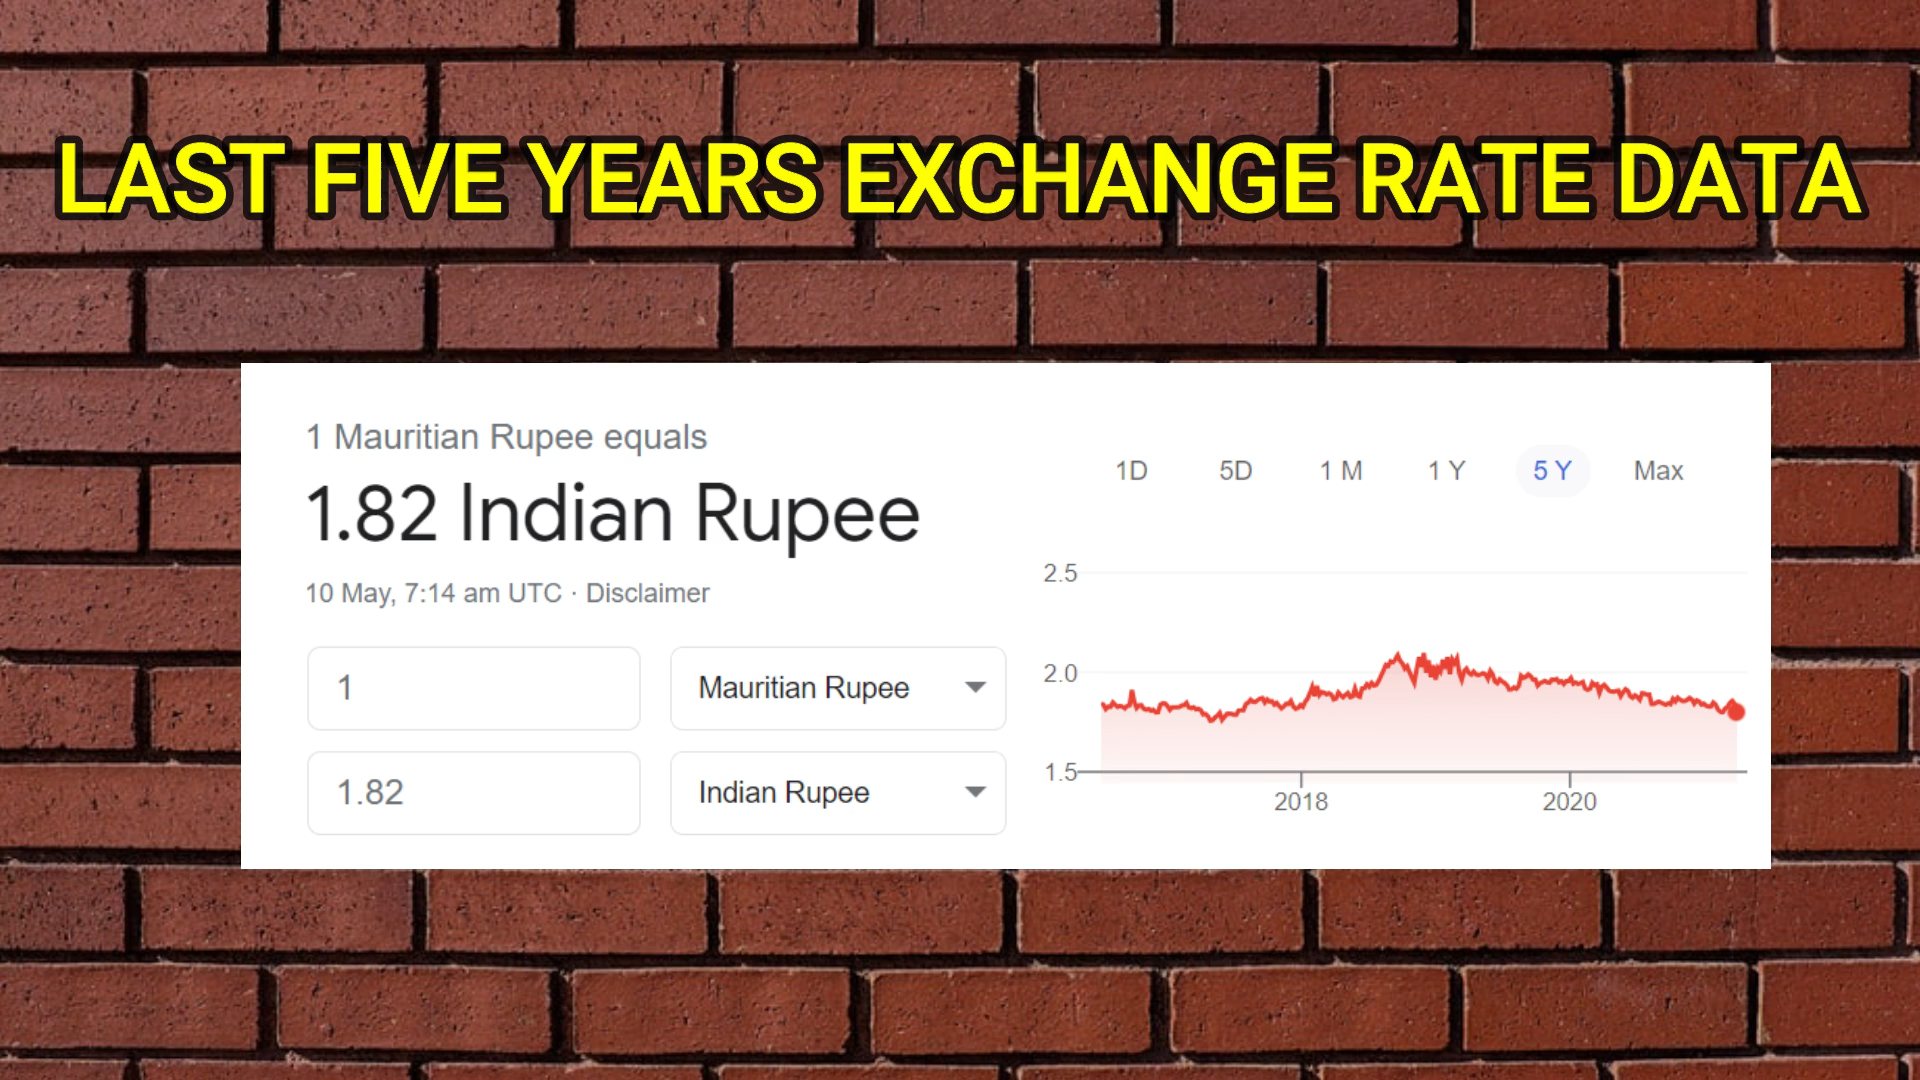 LAST FIVE YEARS EXCHANGE RATE DATA
1 Mauritian Rupee equals
1.82 Indian Rupee
10 May, 7:14 am UTC · Disclaimer
1
Mauritian Rupee
1.82
Indian Rupee
1D 5D 1 M 1 Y 5 Y Max
2.5
2.0
1.5
2018 2020